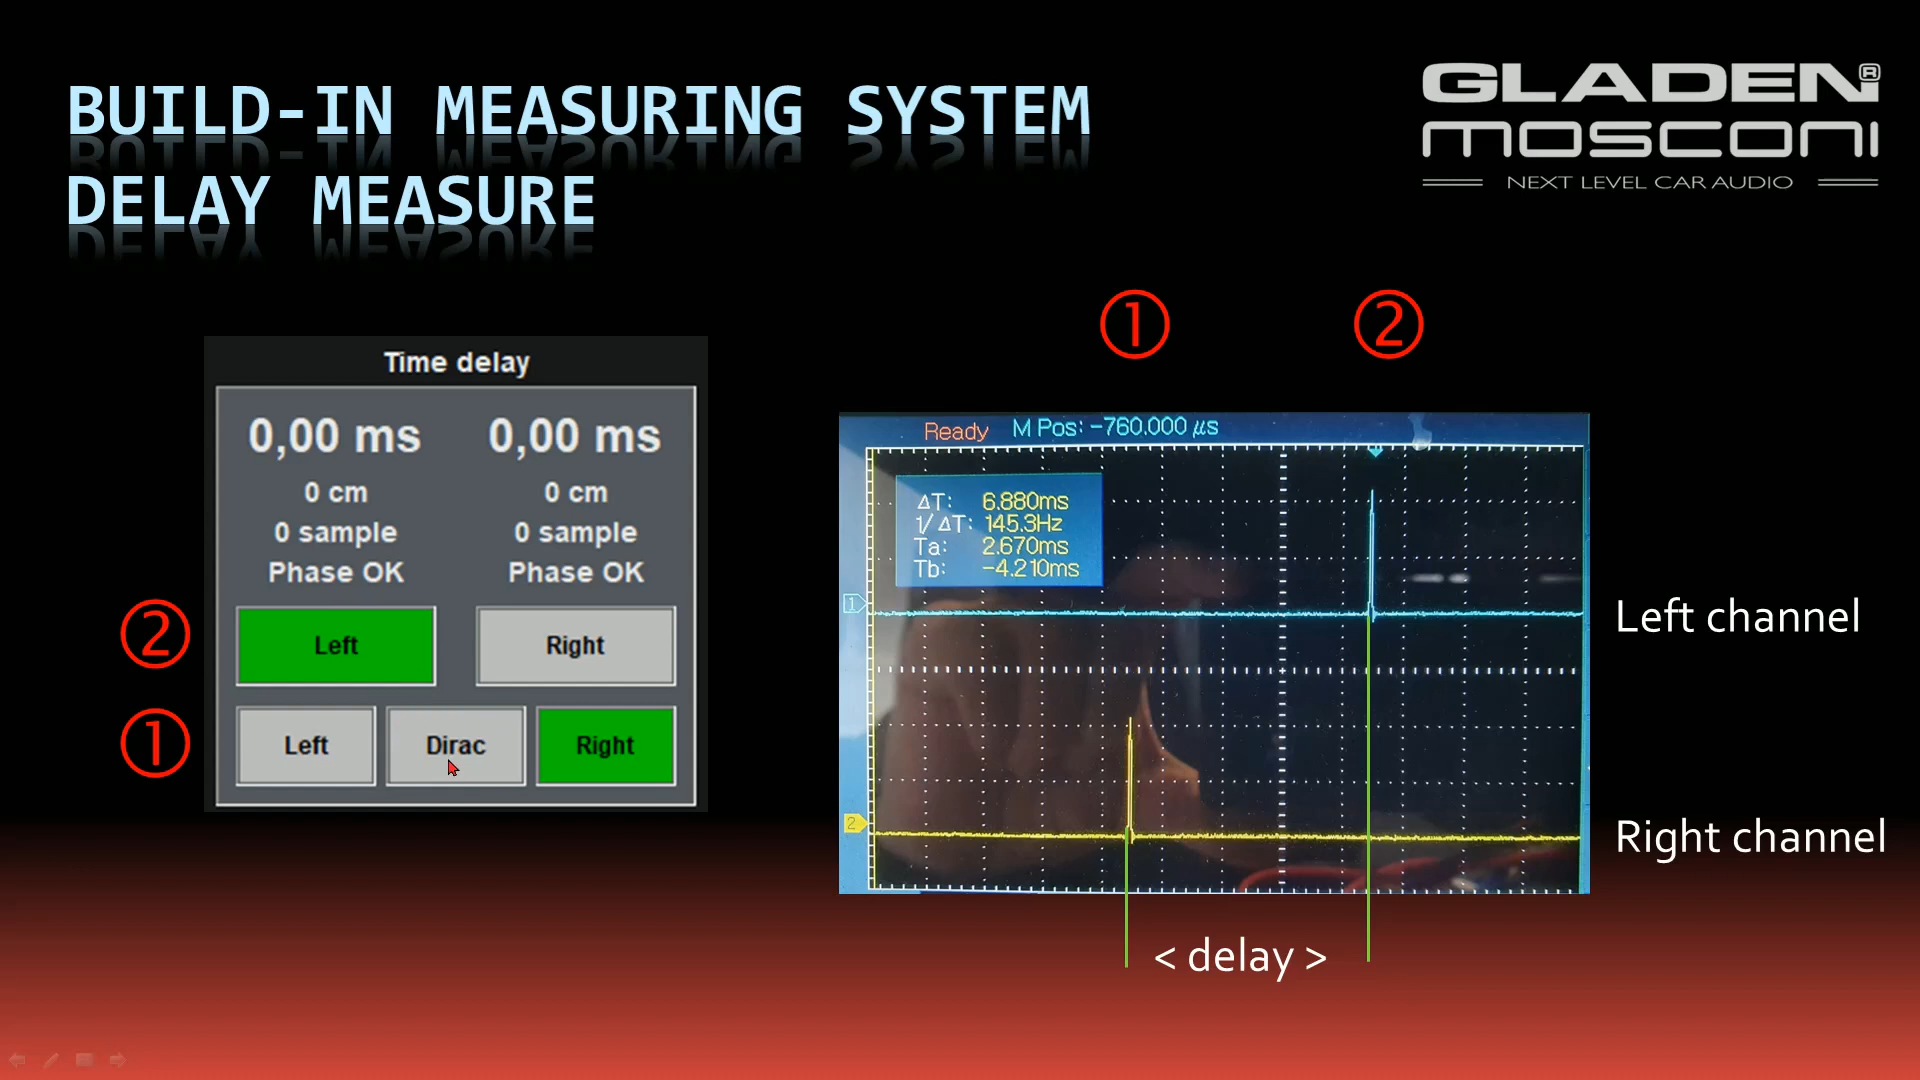 BUILD-IN MEASURING SYSTEM
DELAY MEASURE
GLADEN®
MOSCONI
NEXT LEVEL CAR AUDIO
① ②
Time delay
0,00 ms 0,00 ms
0 cm 0 cm
0 sample 0 sample
Phase OK Phase OK
② Left Right
① Left Dirac Right
Ready M Pos: -760.000 µs
ΔT: 6.880ms
1/ΔT: 145.3Hz
Ta: 2.670ms
Tb: -4.210ms
1
Left channel
2
Right channel
< delay >